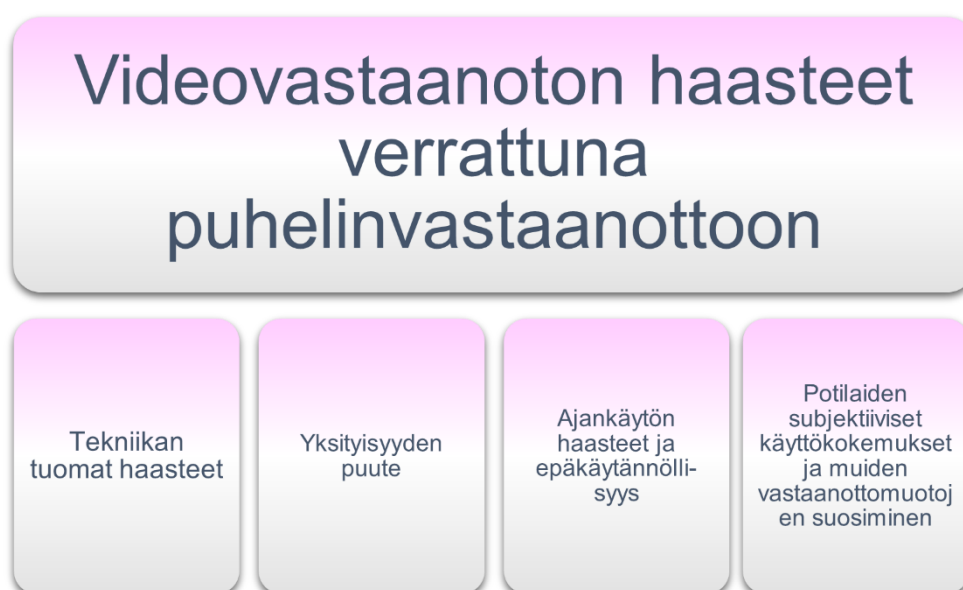 Videovastaanoton haasteet
verrattuna
puhelinvastaanottoon
Tekniikan
tuomat haasteet
Yksityisyyden
puute
Ajankäytön
haasteet ja
epäkäytännölli-
syys
Potilaiden
subjektiiviset
käyttökokemukset
ja muiden
vastaanottomuotoj
en suosiminen